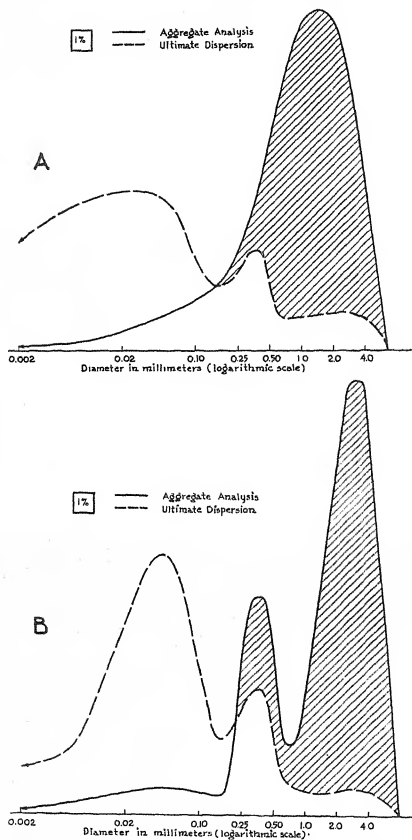 1% Aggregate Analysis
Ultimate Dispersion
A
0.002 0.02 0.10 0.25 0.50 1.0 2.0 4.0
Diameter in millimeters (logarithmic scale)
1% Aggregate Analysis
Ultimate Dispersion
B
0.002 0.02 0.10 0.25 0.50 1.0 2.0 4.0
Diameter in millimeters (logarithmic scale).